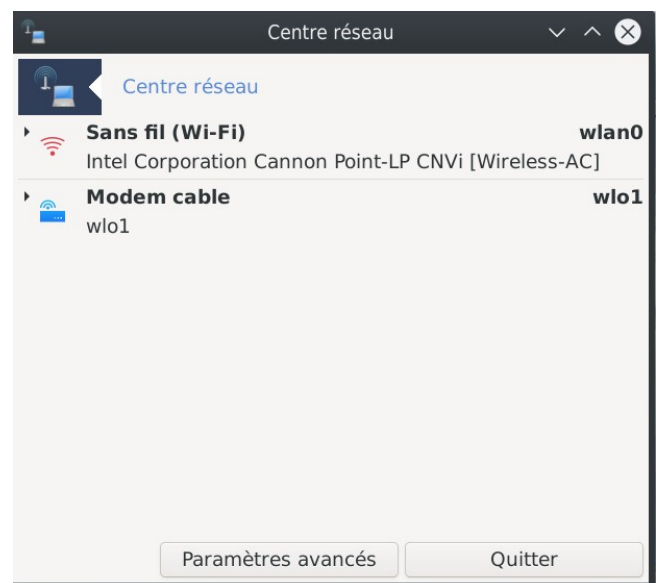 Centre réseau
Centre réseau
Sans fil (Wi-Fi) wlan0
Intel Corporation Cannon Point-LP CNVi [Wireless-AC]
Modem cable wlo1
wlo1
Paramètres avancés Quitter